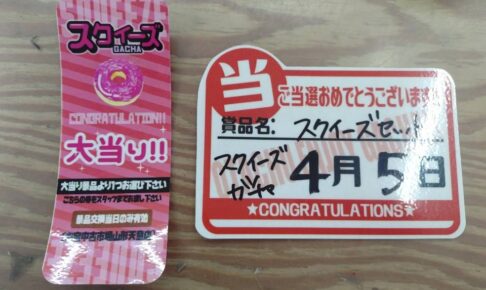 スクイーズ
GACHA
CONGRATULATION!!
大当り!!
大当り景品より1つお選び下さい
こちらの券をスタッフまでお渡し下さい
景品交換当日のみ有効
当
ご当選おめでとうございます
賞品名: スクイーズセット
スクイーズ
ガチャ
4月5日
★CONGRATULATIONS★